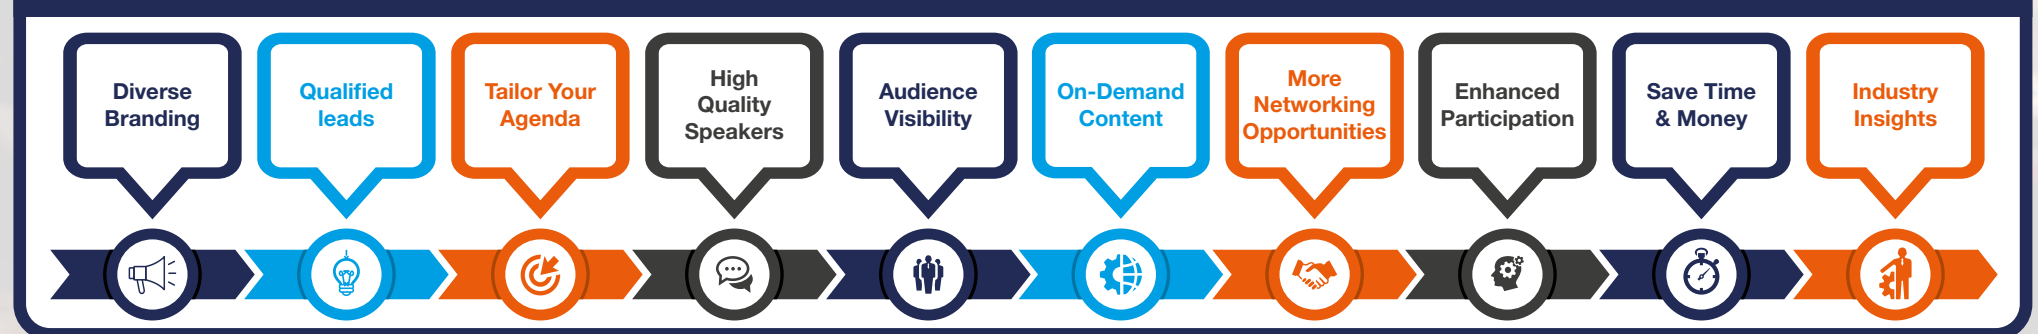 Diverse
Branding
Qualified
leads
Tailor Your
Agenda
High
Quality
Speakers
Audience
Visibility
On-Demand
Content
More
Networking
Opportunities
Enhanced
Participation
Save Time
& Money
Industry
Insights